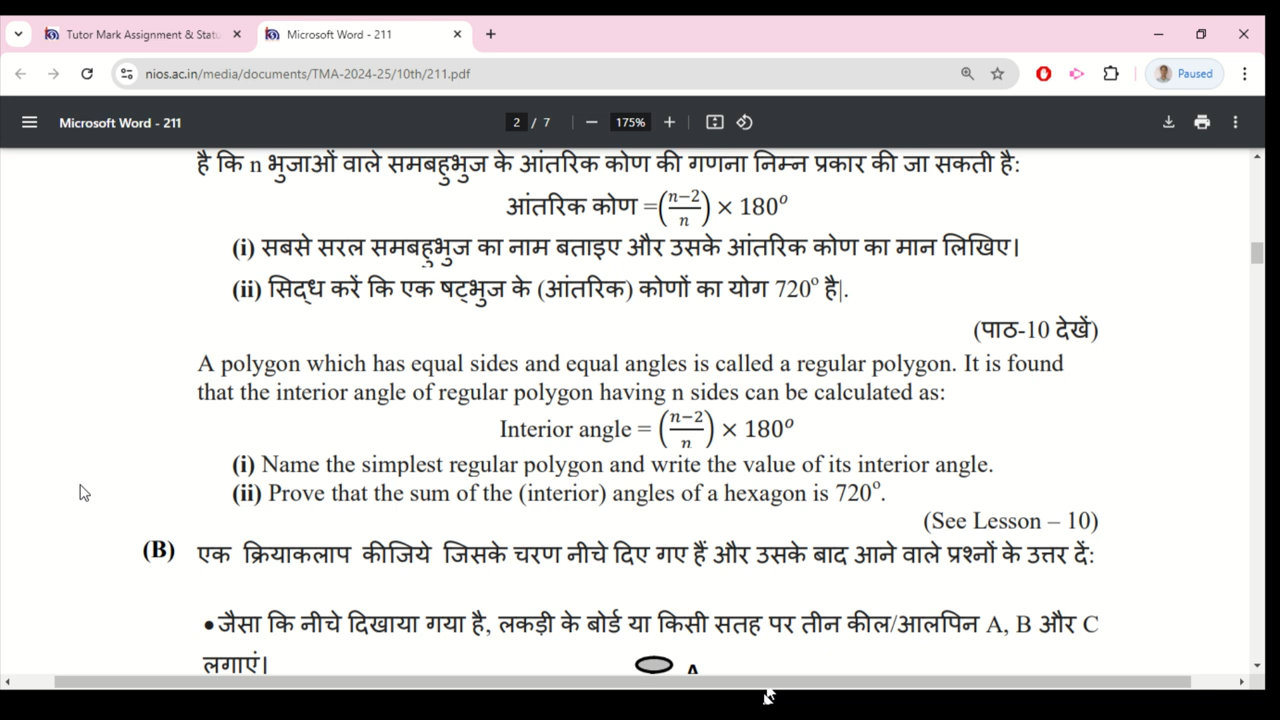 Tutor Mark Assignment & Statu
Microsoft Word - 211
nios.ac.in/media/documents/TMA-2024-25/10th/211.pdf
Paused
Microsoft Word - 211
2 / 7
175%
है कि n भुजाओं वाले समबहुभुज के आंतरिक कोण की गणना निम्न प्रकार की जा सकती है:
आंतरिक कोण =(n−2/n) × 180°
(i) सबसे सरल समबहुभुज का नाम बताइए और उसके आंतरिक कोण का मान लिखिए।
(ii) सिद्ध करें कि एक षट्भुज के (आंतरिक) कोणों का योग 720° है|.
(पाठ-10 देखें)
A polygon which has equal sides and equal angles is called a regular polygon. It is found
that the interior angle of regular polygon having n sides can be calculated as:
Interior angle = (n−2/n) × 180°
(i) Name the simplest regular polygon and write the value of its interior angle.
(ii) Prove that the sum of the (interior) angles of a hexagon is 720°.
(See Lesson – 10)
(B) एक क्रियाकलाप कीजिये जिसके चरण नीचे दिए गए हैं और उसके बाद आने वाले प्रश्नों के उत्तर दें:
•जैसा कि नीचे दिखाया गया है, लकड़ी के बोर्ड या किसी सतह पर तीन कील/आलपिन A, B और C
लगाएं।
A